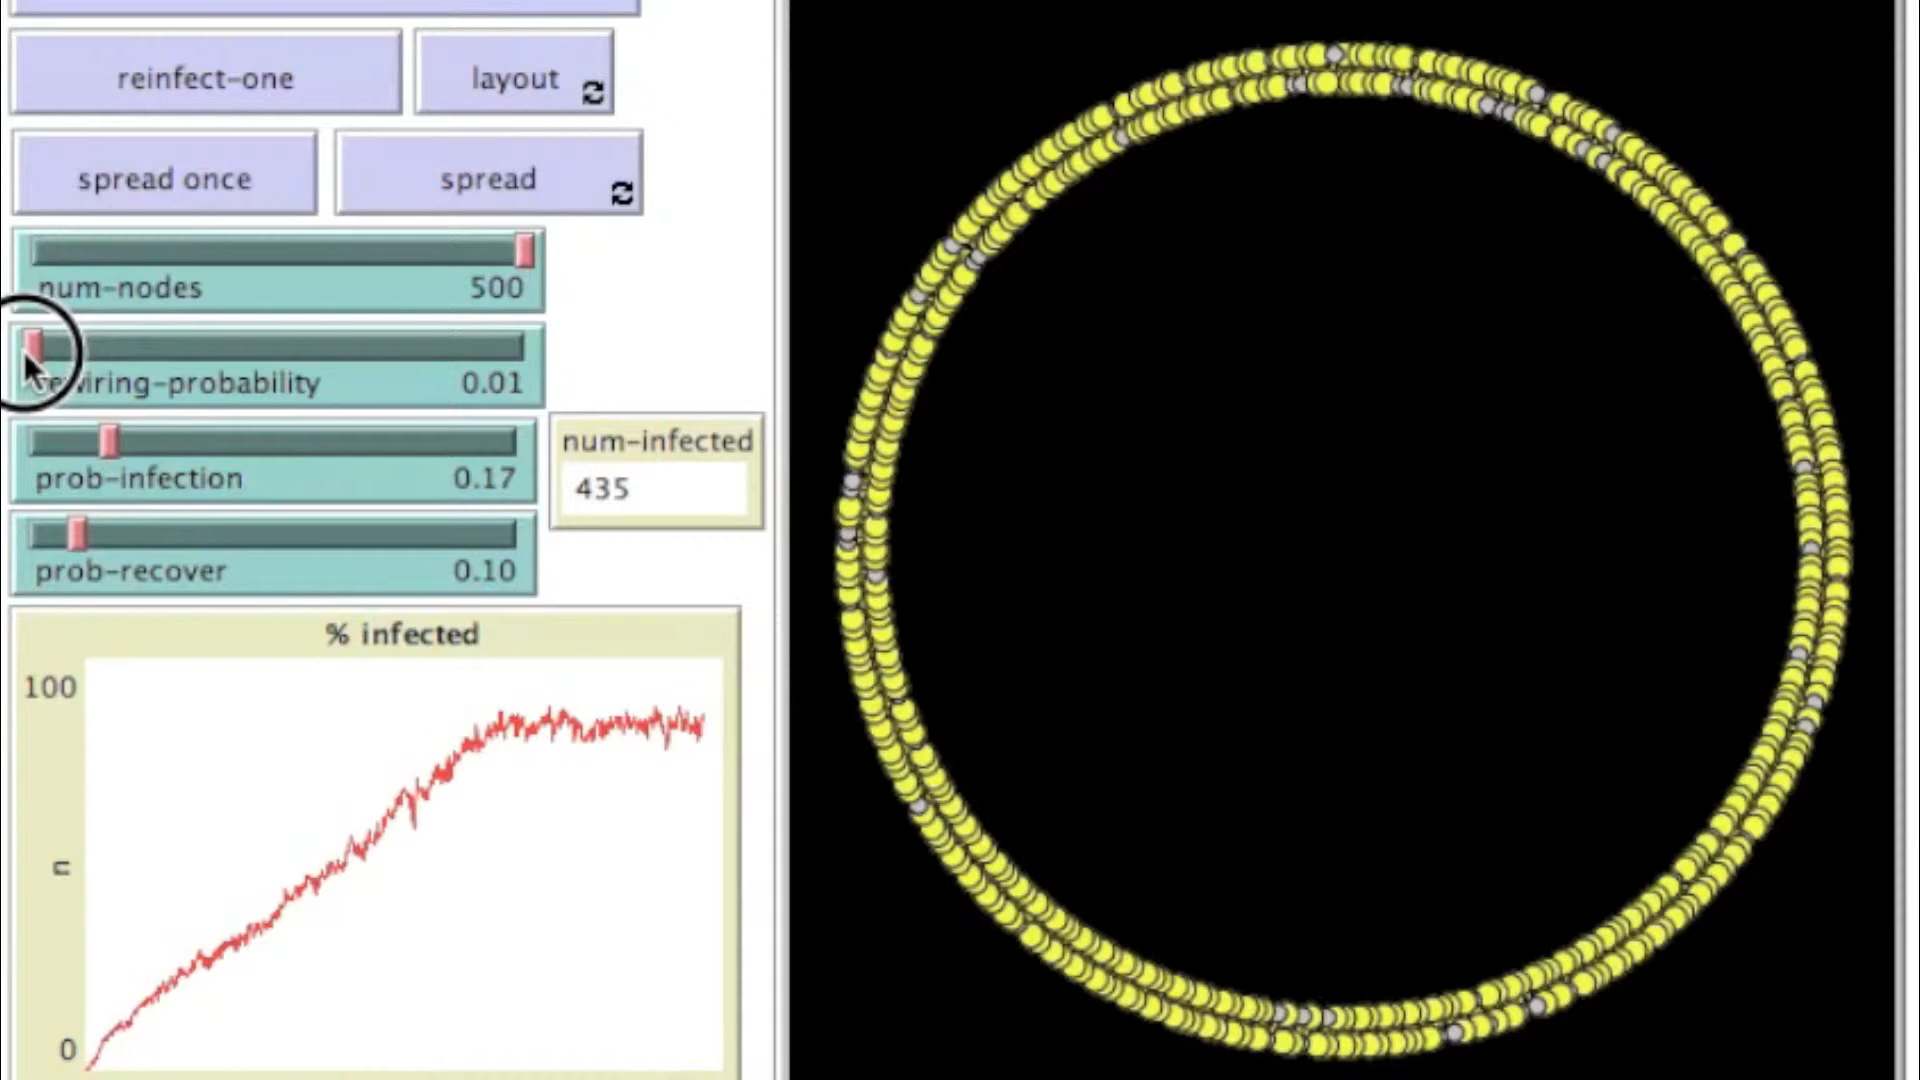 reinfect-one
layout
spread once
spread
num-nodes
500
rewiring-probability
0.01
prob-infection
0.17
num-infected
435
prob-recover
0.10
% infected
100
n
0